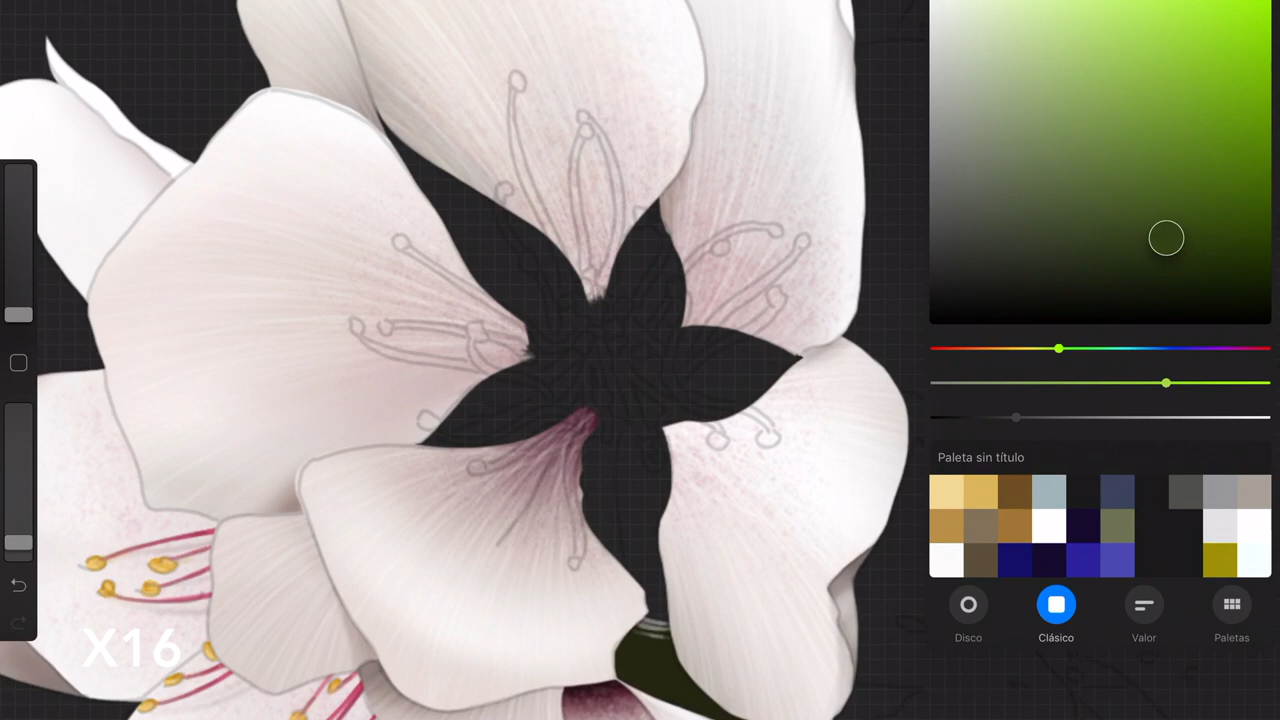 Paleta sin título
Disco
Clásico
Valor
Paletas
X16